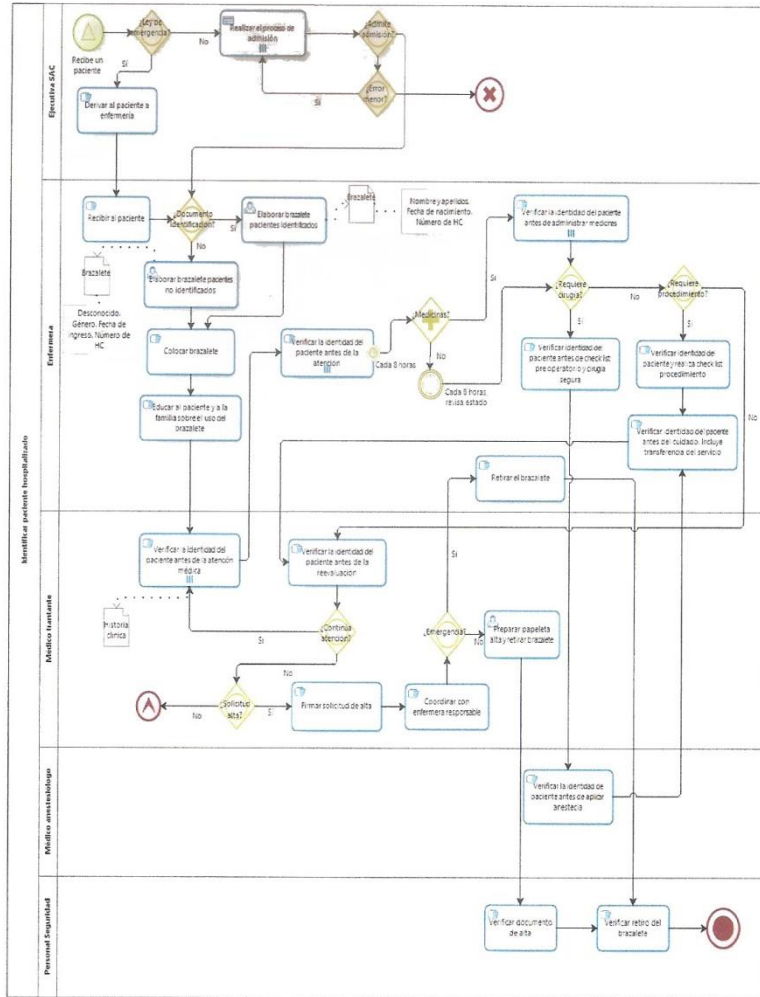 Identificar paciente hospitalizado
Ejecutiva SAC
Recibe un
paciente
¿Ley de
emergencia?
No
Sí
Realizar el proceso de
admisión
¿Admite
admisión?
¿Error
menor?
Sí
Derivar al paciente a
enfermería
Enfermera
Recibir al paciente
¿Documento
identificación?
Sí
No
Elaborar brazalete
pacientes identificados
Brazalete
Nombre y apellidos.
Fecha de nacimiento.
Número de HC
Brazalete
Elaborar brazalete pacientes
no identificados
Desconocido.
Género. Fecha de
ingreso. Número de
HC
Colocar brazalete
Educar al paciente y a la
familia sobre el uso del
brazalete
Verificar la identidad del
paciente antes de la
atencion
Cada 8 horas
¿Medicinas?
Sí
No
Cada 8 horas,
revisa estado
Verificar la identidad del paciente
antes de administrar medicinas
¿Requiere
cirugia?
No
Sí
¿Requiere
procedimiento?
Sí
No
Verificar identidad del
paciente antes de check list
pre operatorio y cirugia
segura
Verificar identidad del
paciente y realiza check list
procedimiento
Verificar identidad del paciente
antes del cuidado. Incluye
transferencia del servicio
Retirar el brazalete
Médico tratante
Verificar la identidad del
paciente antes de la atención
médica
Historia
clínica
Verificar la identidad del
paciente antes de la
reevaluacion
¿Continúa
atencion?
Sí
No
¿Solicitud
alta?
No
Sí
Firmar solicitud de alta
Coordinar con
enfermera responsable
¿Emergencia?
Sí
No
Preparar papeleta
alta y retirar brazalete
Médico anestesiologo
Verificar la identidad de
paciente antes de aplicar
anestecia
Personal Seguridad
Verificar documento
de alta
Verificar retiro del
brazalete